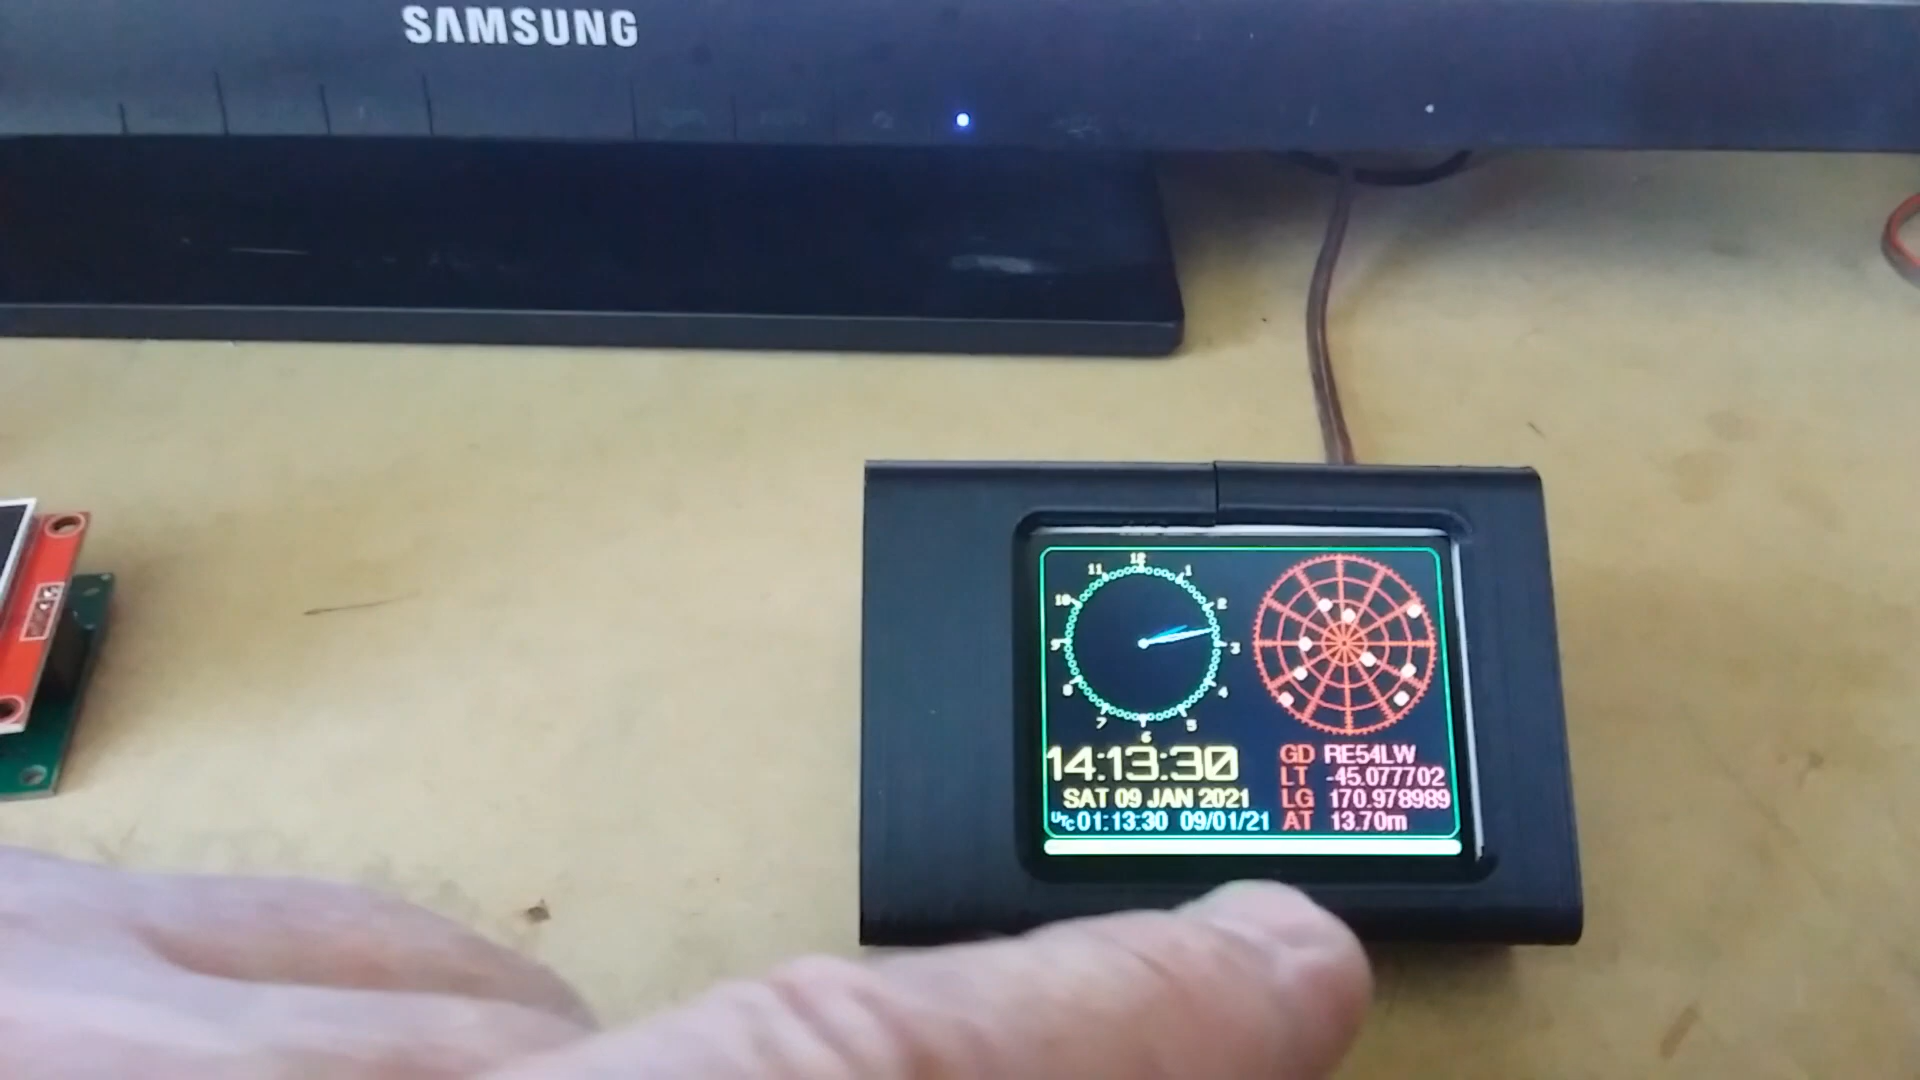 SAMSUNG
12
11
1
10
2
9
3
8
4
7
5
6
14:13:30
SAT 09 JAN 2021
UTC 01:13:30 09/01/21
GD RE54LW
LT -45.077702
LG 170.978989
AT 13.70m